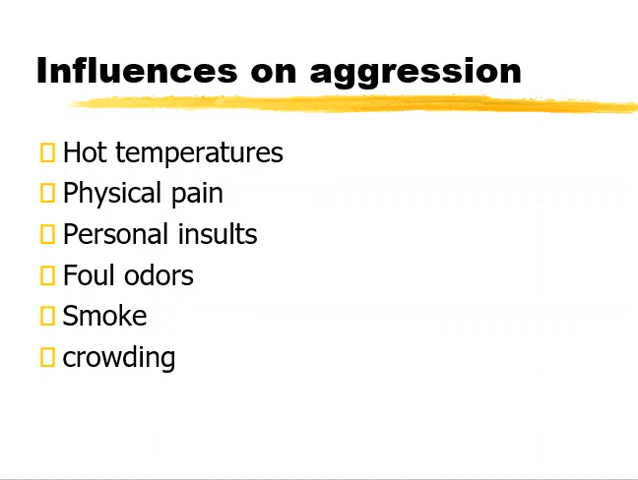 Influences on aggression
Hot temperatures
Physical pain
Personal insults
Foul odors
Smoke
crowding